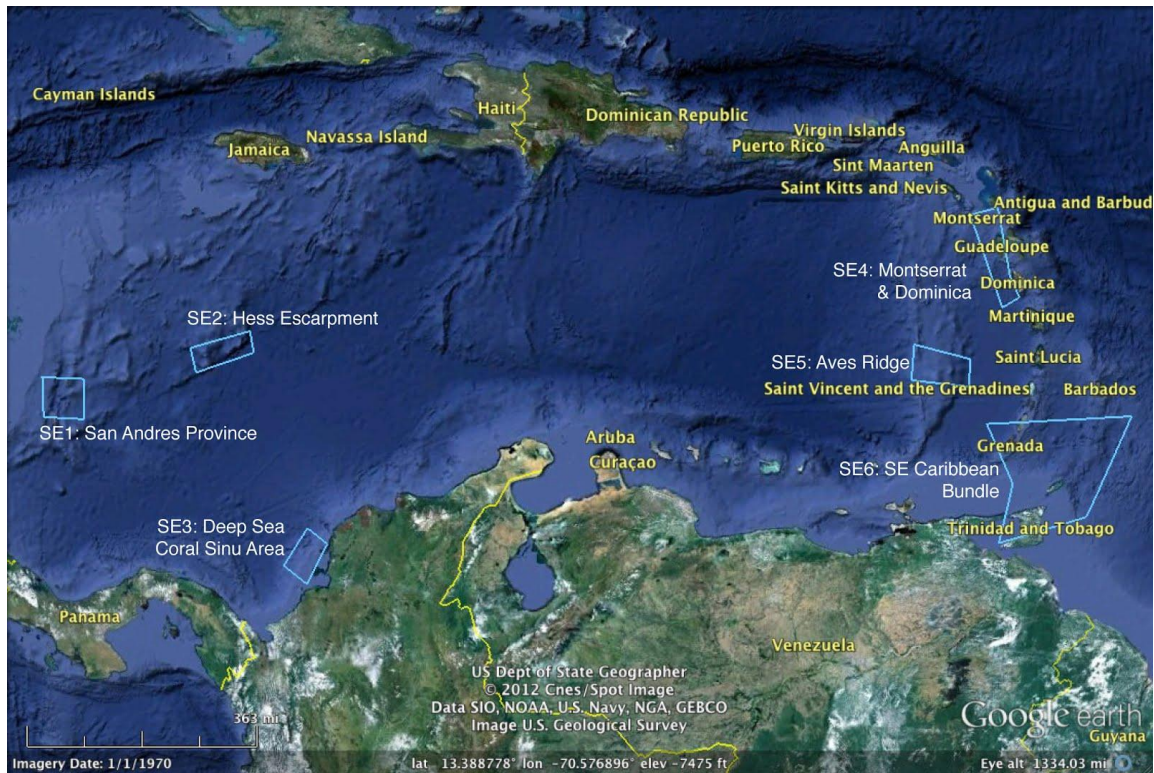 Cayman Islands
Haiti
Dominican Republic
Navassa Island
Jamaica
Virgin Islands
Puerto Rico
Anguilla
Sint Maarten
Saint Kitts and Nevis
Antigua and Barbud
Montserrat
Guadeloupe
SE4: Montserrat
& Dominica
Dominica
Martinique
SE2: Hess Escarpment
Saint Lucia
SE5: Aves Ridge
Saint Vincent and the Grenadines
Barbados
SE1: San Andres Province
Aruba
Curaçao
Grenada
SE6: SE Caribbean
Bundle
SE3: Deep Sea
Coral Sinu Area
Trinidad and Tobago
Panama
Venezuela
US Dept of State Geographer
© 2012 Cnes/Spot Image
Data SIO, NOAA, U.S. Navy, NGA, GEBCO
Image U.S. Geological Survey
363 mi
Google earth
Guyana
Imagery Date: 1/1/1970
lat 13.388778° lon -70.576896° elev -7475 ft
Eye alt 1334.03 mi